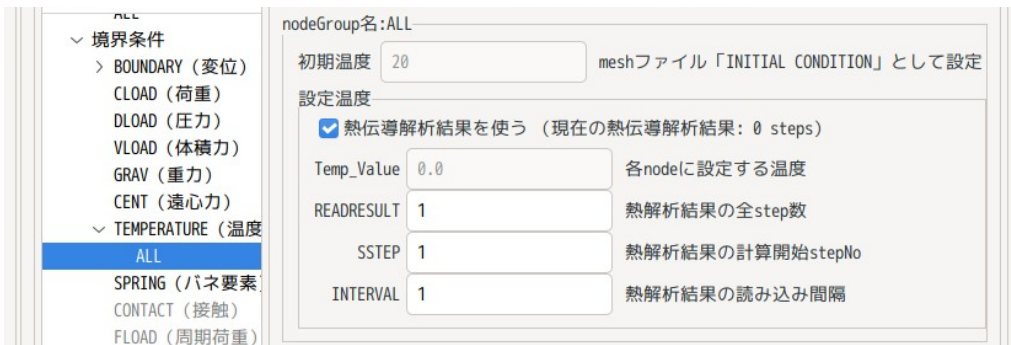 ALL
境界条件
BOUNDARY (変位)
CLOAD (荷重)
DLOAD (圧力)
VLOAD (体積力)
GRAV (重力)
CENT (遠心力)
TEMPERATURE (温度
ALL
SPRING (バネ要素)
CONTACT (接触)
FLOAD (周期荷重)
nodeGroup名:ALL
初期温度 20 meshファイル「INITIAL CONDITION」として設定
設定温度
熱伝導解析結果を使う (現在の熱伝導解析結果: 0 steps)
Temp_Value 0.0 各nodeに設定する温度
READRESULT 1 熱解析結果の全step数
SSTEP 1 熱解析結果の計算開始stepNo
INTERVAL 1 熱解析結果の読み込み間隔